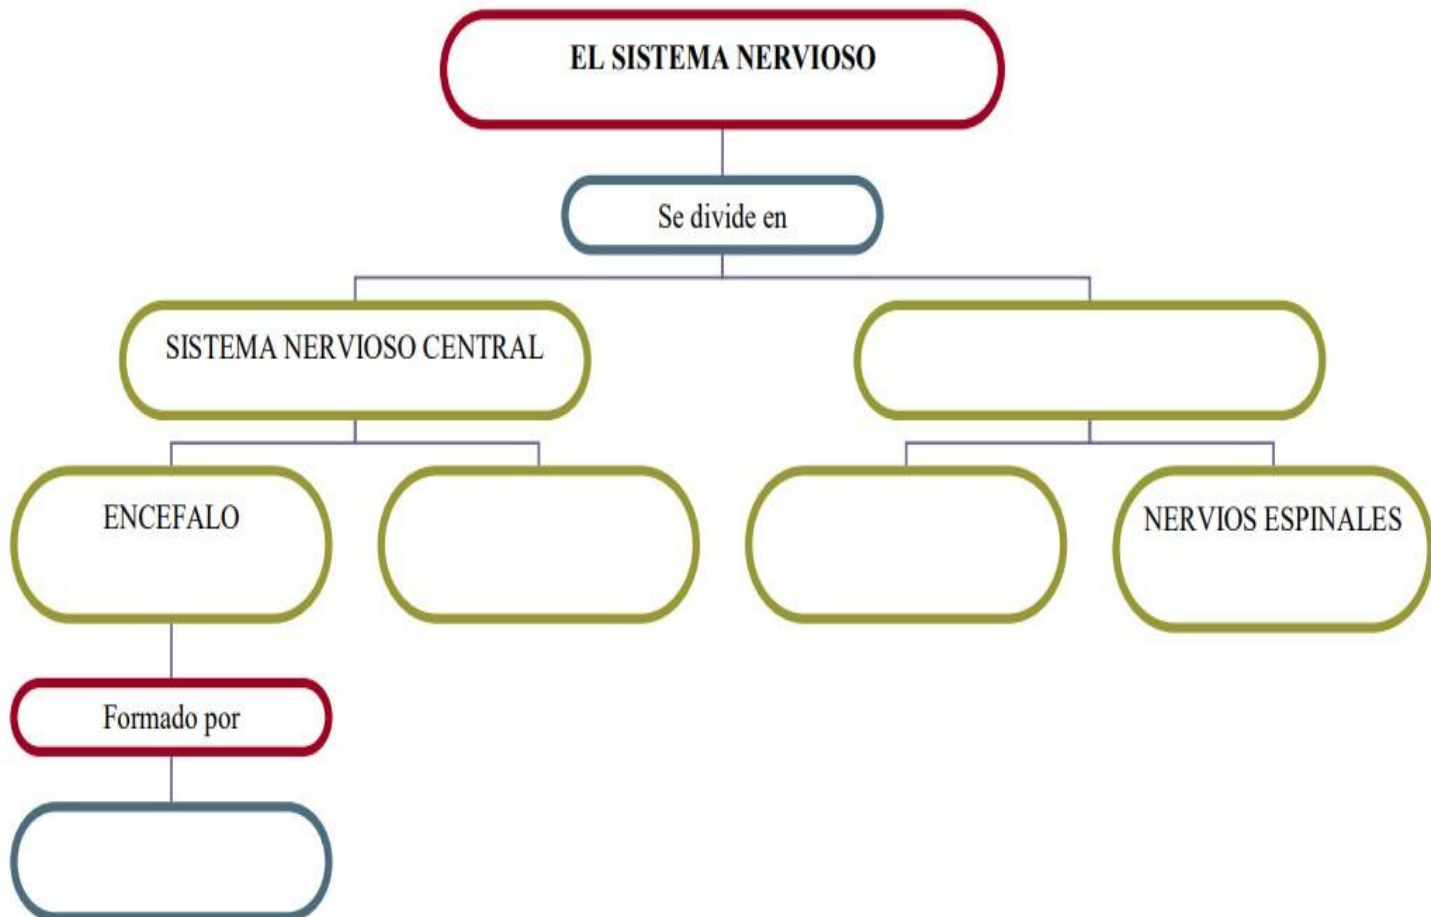 EL SISTEMA NERVIOSO
Se divide en
SISTEMA NERVIOSO CENTRAL
ENCEFALO
NERVIOS ESPINALES
Formado por